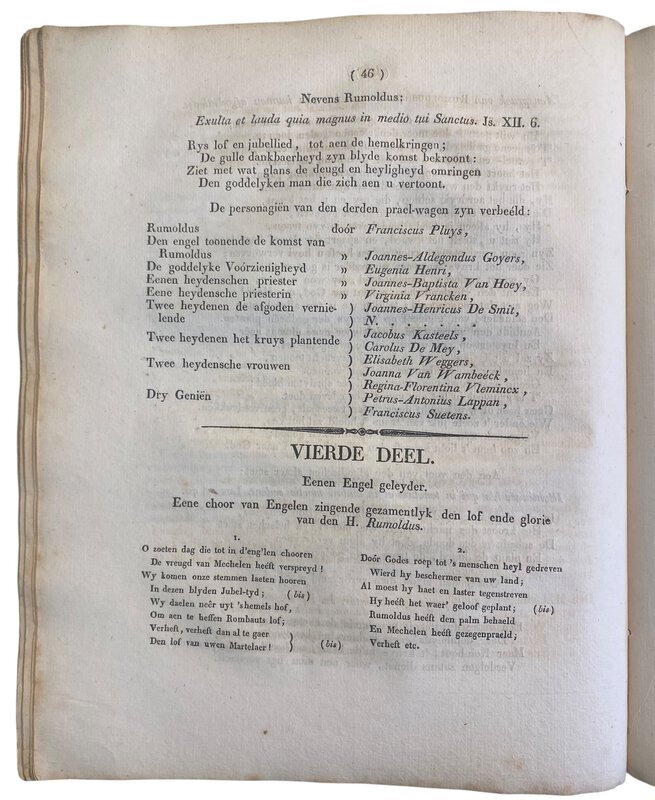 ( 46 )
Nevens Rumoldus:
Exulta et lauda quia magnus in medio tui Sanctus. Js. XII. 6.
Rys lof en jubellied, tot aen de hemelkringen;
De gulle dankbaerheyd zyn blyde komst bekroont:
Ziet met wat glans de deugd en heyligheyd omringen
Den goddelyken man die zich aen u vertoont.
De personagiën van den derden prael-wagen zyn verbeéld:
Rumoldus doór Franciscus Pluys,
Den engel toonende de komst van
Rumoldus „ Joannes-Aldegondus Goyers,
De goddelyke Voórzienigheyd „ Eugenia Henri,
Eenen heydenschen priester „ Joannes-Baptista Van Hoey,
Eene heydensche priesterin „ Virginia Vrancken,
Twee heydenen de afgoden vernie- ) Joannes-Henricus De Smit,
lende ) N. . . . . . .
Twee heydenen het kruys plantende ) Jacobus Kasteels,
) Carolus De Mey,
Twee heydensche vrouwen ) Elisabeth Weggers,
) Joanna Van Wambeéck,
Dry Geniën ) Regina-Florentina Vlemincx,
) Petrus-Antonius Lappan,
) Franciscus Suetens.
VIERDE DEEL.
Eenen Engel geleyder.
Eene choor van Engelen zingende gezamentlyk den lof ende glorie
van den H. Rumoldus.
1.
O zoeten dag die tot in d'eng'len chooren
De vreugd van Mechelen heéft verspreyd!
Wy komen onze stemmen laeten hooren
In dezen blyden Jubel-tyd; (bis)
Wy daelen neêr uyt 'shemels hof,
Om aen te heffen Rombauts lof;
Verheft, verheft dan al te gaer }
Den lof van uwen Martelaer! } (bis)
2.
Doór Godes roep tot 's menschen heyl gedreven
Wierd hy beschermer van uw land;
Al moest hy haet en laster tegenstreven
Hy heéft het waer' geloof geplant; (bis)
Rumoldus heéft den palm behaeld
En Mechelen heéft gezegenpraeld;
Verheft etc.